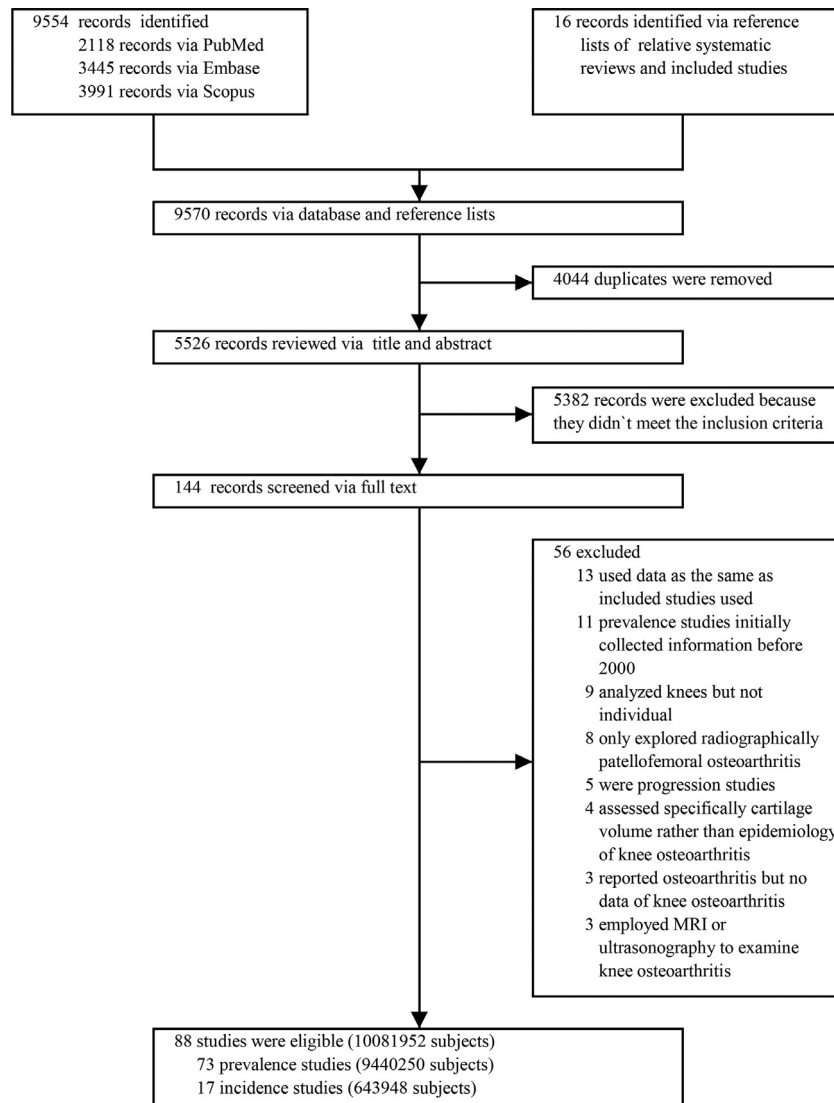 9554 records identified
2118 records via PubMed
3445 records via Embase
3991 records via Scopus
16 records identified via reference
lists of relative systematic
reviews and included studies
9570 records via database and reference lists
4044 duplicates were removed
5526 records reviewed via title and abstract
5382 records were excluded because
they didn`t meet the inclusion criteria
144 records screened via full text
56 excluded
13 used data as the same as
included studies used
11 prevalence studies initially
collected information before
2000
9 analyzed knees but not
individual
8 only explored radiographically
patellofemoral osteoarthritis
5 were progression studies
4 assessed specifically cartilage
volume rather than epidemiology
of knee osteoarthritis
3 reported osteoarthritis but no
data of knee osteoarthritis
3 employed MRI or
ultrasonography to examine
knee osteoarthritis
88 studies were eligible (10081952 subjects)
73 prevalence studies (9440250 subjects)
17 incidence studies (643948 subjects)